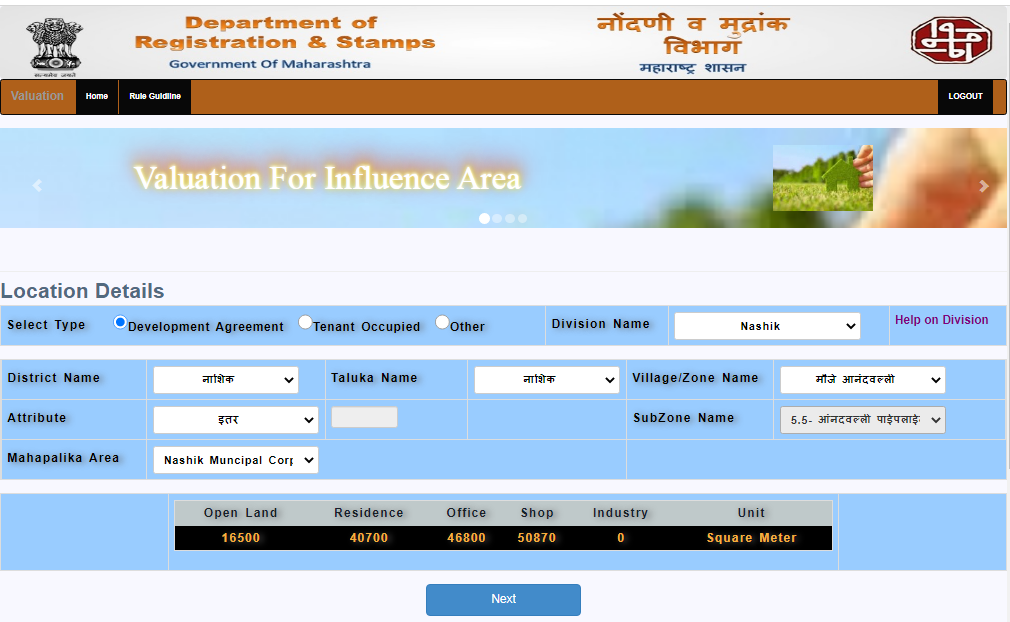 Department of
Registration & Stamps
Government Of Maharashtra
नोंदणी व मुद्रांक
विभाग
महाराष्ट्र शासन
सत्यमेव जयते
Valuation Home Rule Guidline LOGOUT
Valuation For Influence Area
Location Details
Select Type Development Agreement Tenant Occupied Other Division Name Nashik Help on Division
District Name नाशिक Taluka Name नाशिक Village/Zone Name मौजे आनंदवल्ली
Attribute इतर SubZone Name 5.5- आंनदवल्ली पाईपलाई
Mahapalika Area Nashik Muncipal Corp
Open Land Residence Office Shop Industry Unit
16500 40700 46800 50870 0 Square Meter
Next